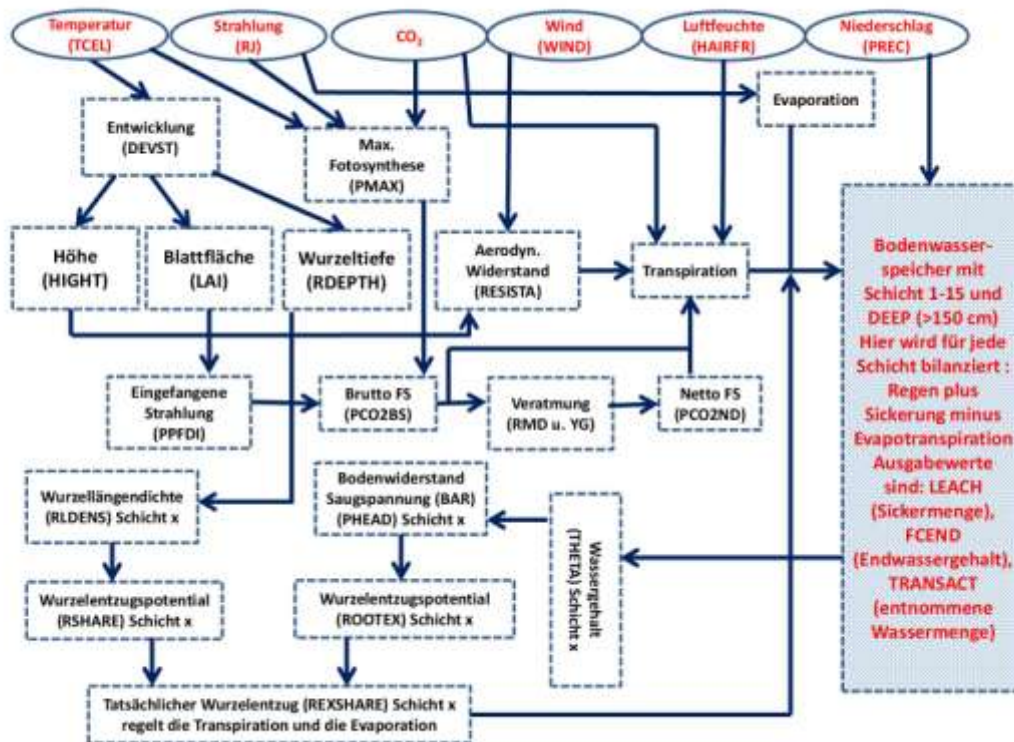 Temperatur
(TCEL)
Strahlung
(RJ)
CO₂
Wind
(WIND)
Luftfeuchte
(HAIRFR)
Niederschlag
(PREC)
Evaporation
Entwicklung
(DEVST)
Max.
Fotosynthese
(PMAX)
Höhe
(HIGHT)
Blattfläche
(LAI)
Wurzeltiefe
(RDEPTH)
Aerodyn.
Widerstand
(RESISTA)
Transpiration
Bodenwasser-
speicher mit
Schicht 1-15 und
DEEP (>150 cm)
Hier wird für jede
Schicht bilanziert :
Regen plus
Sickerung minus
Evapotranspiration
Ausgabewerte
sind: LEACH
(Sickermenge),
FCEND
(Endwassergehalt),
TRANSACT
(entnommene
Wassermenge)
Eingefangene
Strahlung
(PPFDI)
Brutto FS
(PCO2BS)
Veratmung
(RMD u. YG)
Netto FS
(PCO2ND)
Wurzellängendichte
(RLDENS) Schicht x
Bodenwiderstand
Saugspannung (BAR)
(PHEAD) Schicht x
Wassergehalt
(THETA) Schicht x
Wurzelentzugspotential
(RSHARE) Schicht x
Wurzelentzugspotential
(ROOTEX) Schicht x
Tatsächlicher Wurzelentzug (REXSHARE) Schicht x
regelt die Transpiration und die Evaporation